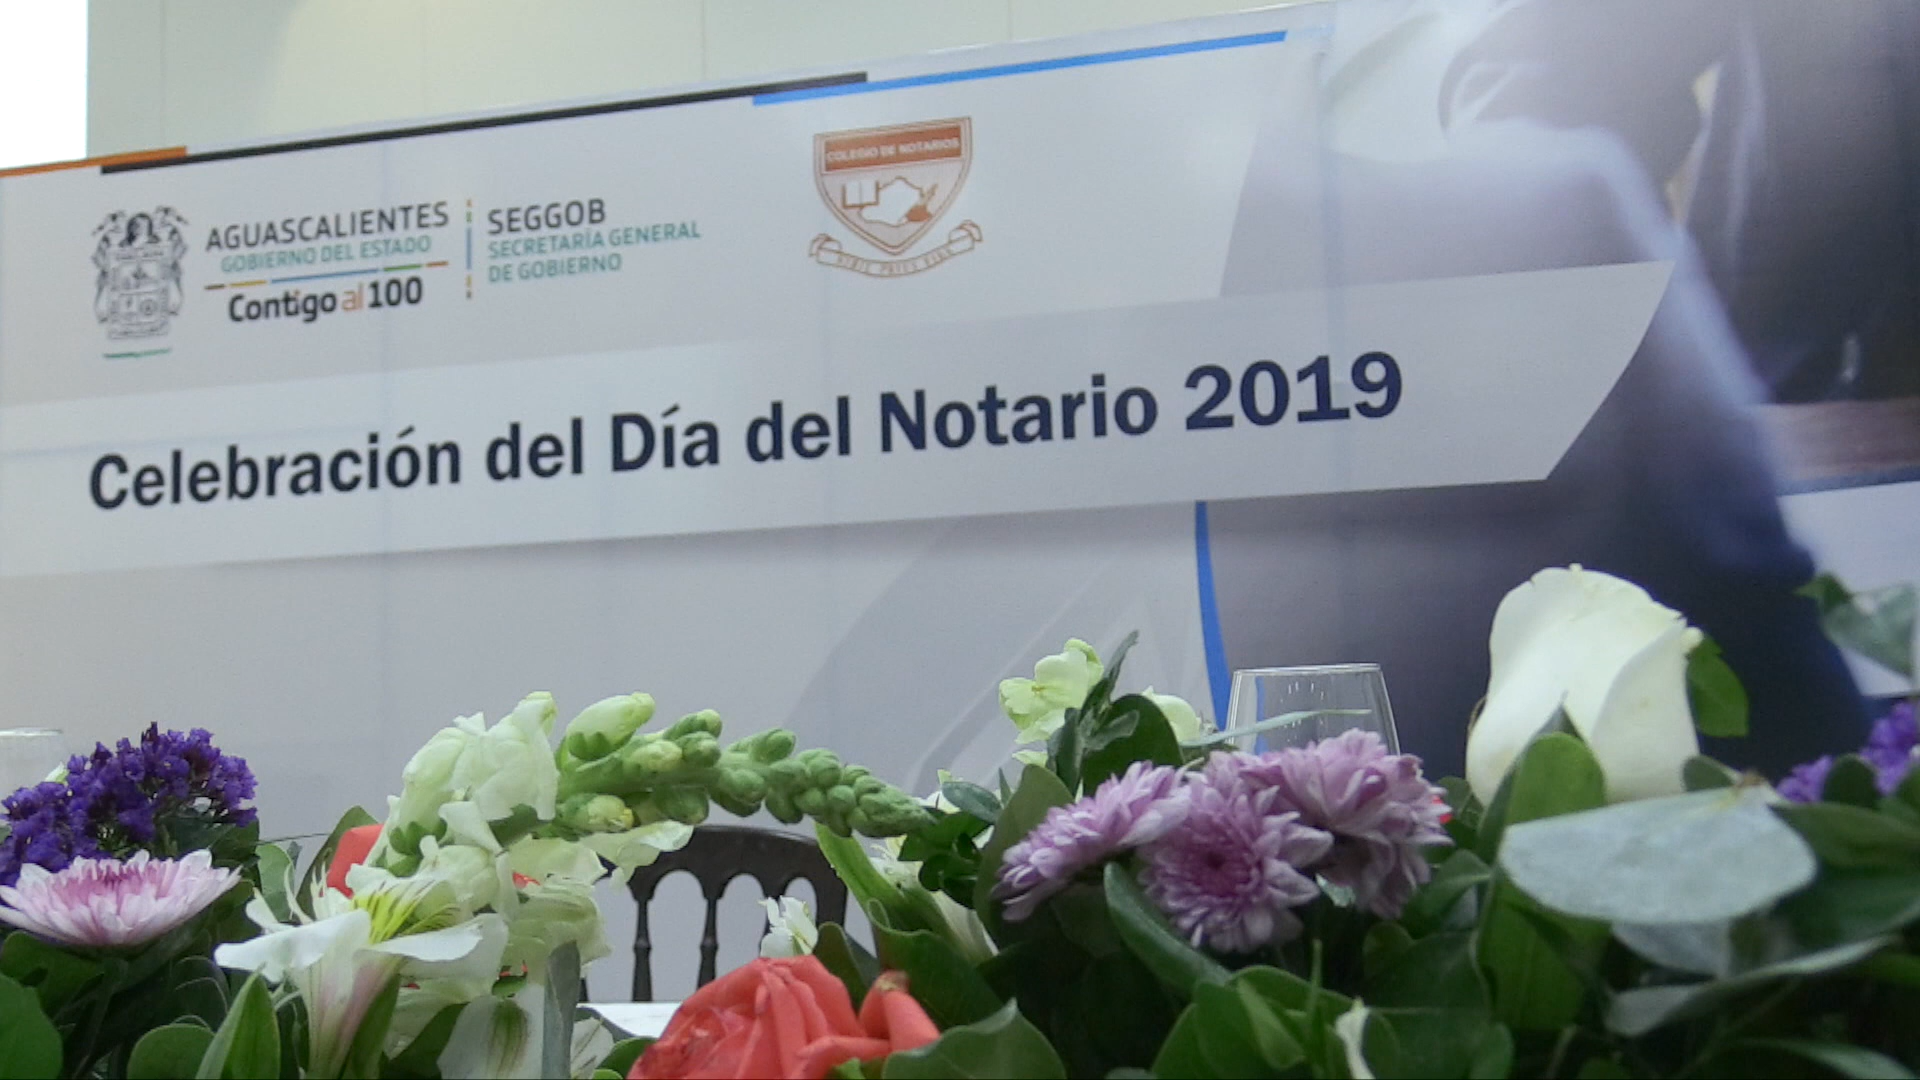 AGUASCALIENTES
GOBIERNO DEL ESTADO
Contigo al 100
SEGGOB
SECRETARÍA GENERAL
DE GOBIERNO
COLEGIO DE NOTARIOS
Celebración del Día del Notario 2019